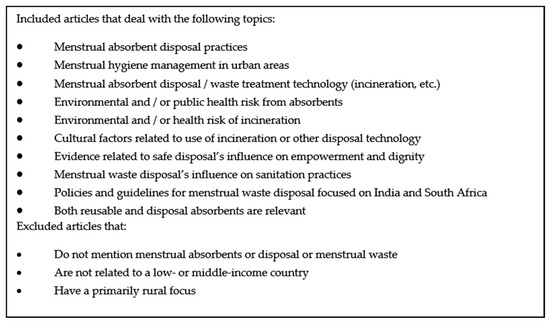 Included articles that deal with the following topics:
● Menstrual absorbent disposal practices
● Menstrual hygiene management in urban areas
● Menstrual absorbent disposal / waste treatment technology (incineration, etc.)
● Environmental and / or public health risk from absorbents
● Environmental and / or health risk of incineration
● Cultural factors related to use of incineration or other disposal technology
● Evidence related to safe disposal's influence on empowerment and dignity
● Menstrual waste disposal's influence on sanitation practices
● Policies and guidelines for menstrual waste disposal focused on India and South Africa
● Both reusable and disposal absorbents are relevant
Excluded articles that:
• Do not mention menstrual absorbents or disposal or menstrual waste
• Are not related to a low- or middle-income country
• Have a primarily rural focus